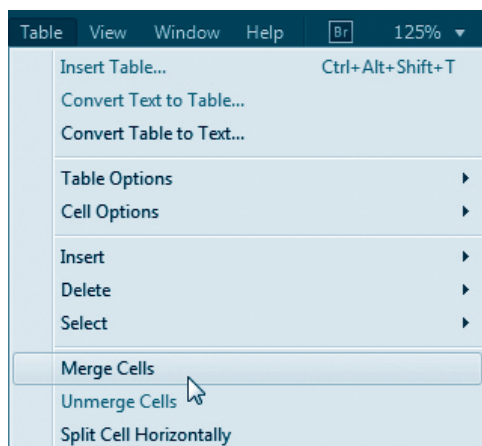 Table View Window Help Br 125%
Insert Table... Ctrl+Alt+Shift+T
Convert Text to Table...
Convert Table to Text...
Table Options
Cell Options
Insert
Delete
Select
Merge Cells
Unmerge Cells
Split Cell Horizontally